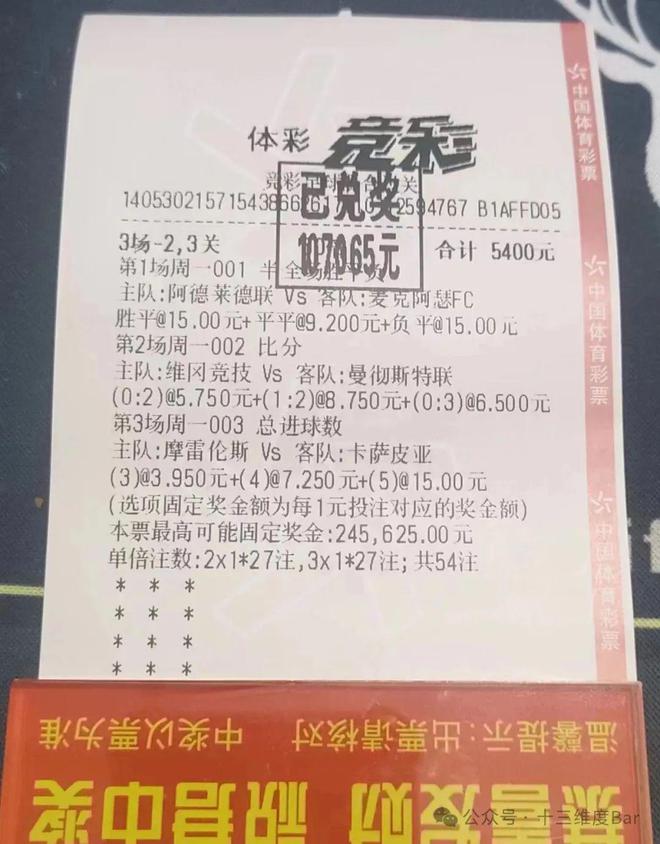 体彩 竞彩
竞彩足球
已兑奖
140530215715438662617 2594767 B1AFFD05
元
3场-2,3关 合计 5400元
第1场周一001 半全场胜平负
主队:阿德莱德联 Vs 客队:麦克阿瑟FC
胜平@15.00元+平平@9.200元+负平@15.00元
第2场周一002 比分
主队:维冈竞技 Vs 客队:曼彻斯特联
(0:2)@5.750元+(1:2)@8.750元+(0:3)@6.500元
第3场周一003 总进球数
主队:摩雷伦斯 Vs 客队:卡萨皮亚
(3)@3.950元+(4)@7.250元+(5)@15.00元
(选项固定奖金额为每1元投注对应的奖金额)
本票最高可能固定奖金:245,625.00元
单倍注数:2x1*27注,3x1*27注;共54注
* * *
* * *
* * *
* * *
中国体育彩票
中国体育彩票
中国体育彩票
温馨提示:出票请核对 中奖以票为准
恭喜发财 祝君中奖
公众号·十三维度Bar